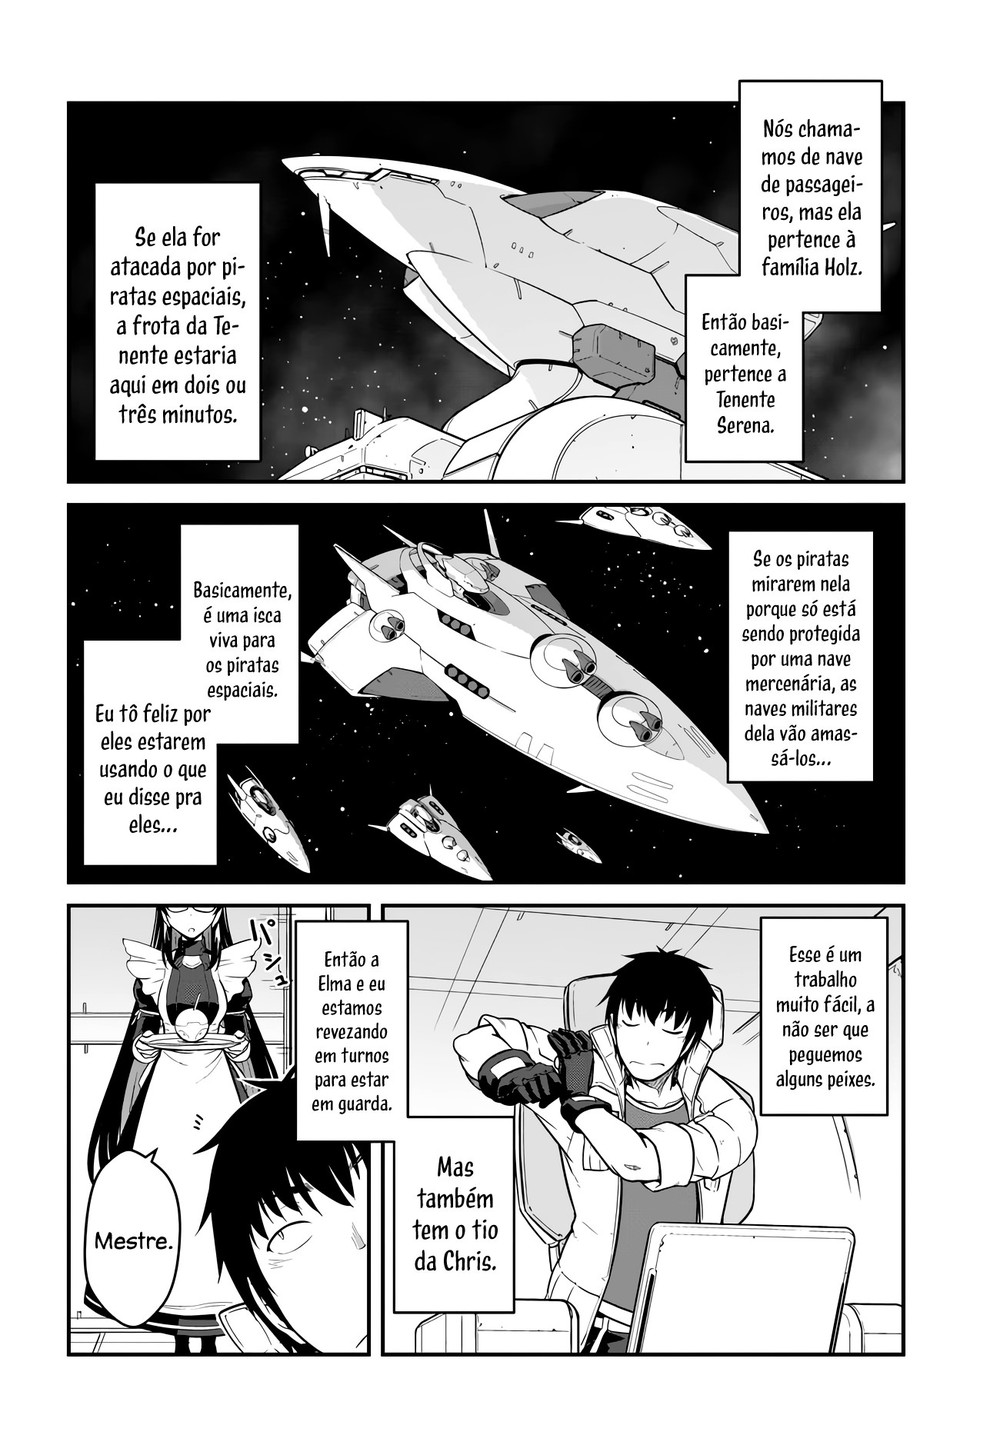 Nós chama-
mos de nave
de passagei-
ros, mas ela
pertence à
família Holz.
Então basi-
camente,
pertence a
Tenente
Serena.
Se ela for
atacada por pi-
ratas espaciais,
a frota da Te-
nente estaria
aqui em dois ou
três minutos.
Se os piratas
mirarem nela
porque só está
sendo protegida
por uma nave
mercenária, as
naves militares
dela vão amas-
sá-los...
Basicamente,
é uma isca
viva para
os piratas
espaciais.
Eu tô feliz por
eles estarem
usando o que
eu disse pra
eles...
Esse é um
trabalho
muito fácil, a
não ser que
peguemos
alguns peixes.
Mas
também
tem o tio
da Chris.
Então a
Elma e eu
estamos
revezando
em turnos
para estar
em guarda.
パシュ
Mestre.